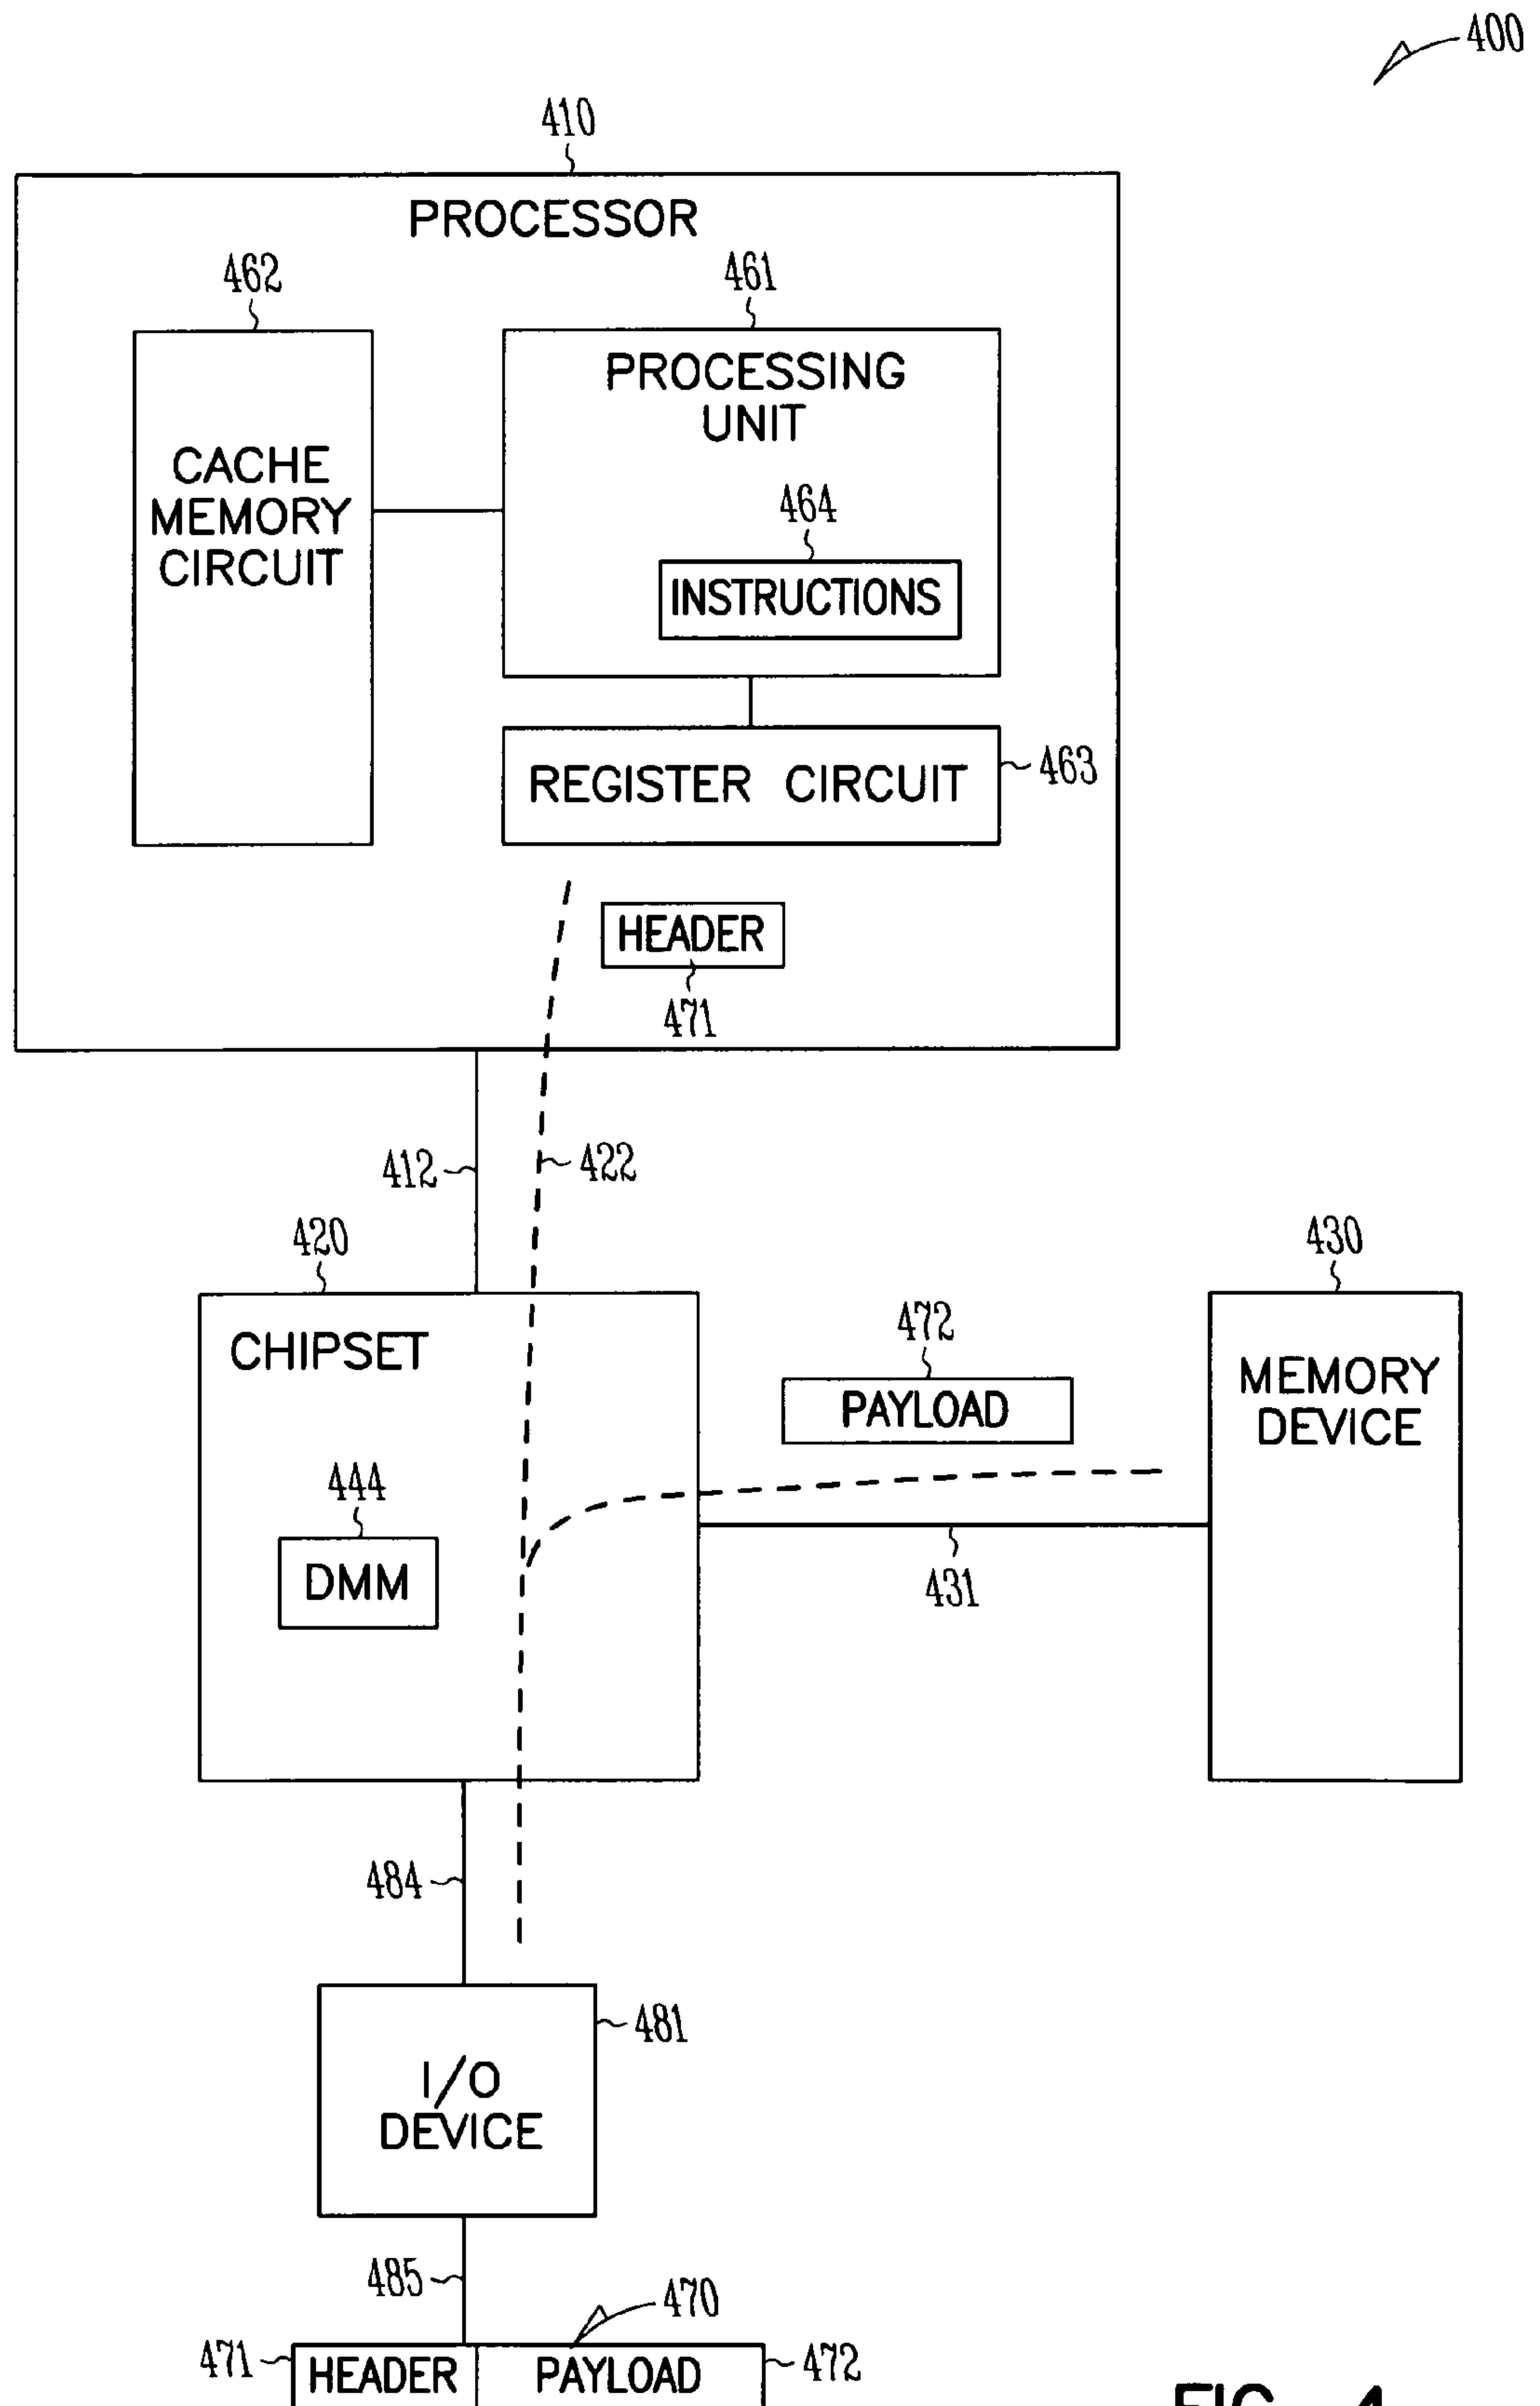 400
410
PROCESSOR
462
461
CACHE
MEMORY
CIRCUIT
PROCESSING
UNIT
464
INSTRUCTIONS
REGISTER CIRCUIT
463
HEADER
471
412
422
420
430
CHIPSET
472
PAYLOAD
MEMORY
DEVICE
444
DMM
431
484
481
I/O
DEVICE
485
470
471
HEADER
PAYLOAD
472
FIG. 4